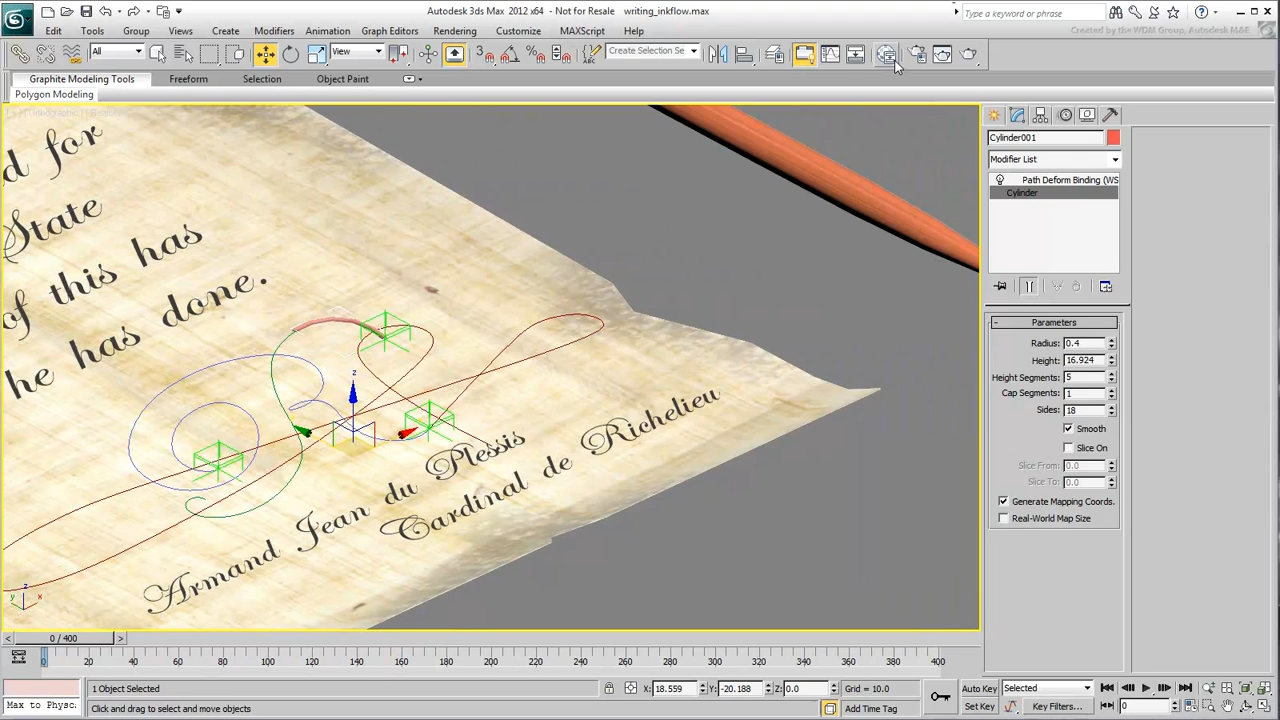 Autodesk 3ds Max 2012 x64 - Not for Resale writing_inkflow.max
Type a keyword or phrase
Edit Tools Group Views Create Modifiers Animation Graph Editors Rendering Customize MAXScript Help
Created by the WDM Group, Autodesk M&E
All View Create Selection Se
Graphite Modeling Tools Freeform Selection Object Paint
Polygon Modeling
d for
State
of this has
he has done.
Armand Jean du Plessis
Cardinal de Richelieu
z
z
y x
Cylinder001
Modifier List
Path Deform Binding (WS
Cylinder
- Parameters
Radius: 0.4
Height: 16.924
Height Segments: 5
Cap Segments: 1
Sides: 18
Smooth
Slice On
Slice From: 0.0
Slice To: 0.0
Generate Mapping Coords.
Real-World Map Size
< 0 / 400 >
0 20 40 60 80 100 120 140 160 180 200 220 240 260 280 300 320 340 360 380 400
1 Object Selected X: 18.559 Y: -20.188 Z: 0.0 Grid = 10.0 Auto Key Selected
Max to Physc. Click and drag to select and move objects Add Time Tag Set Key Key Filters... 0